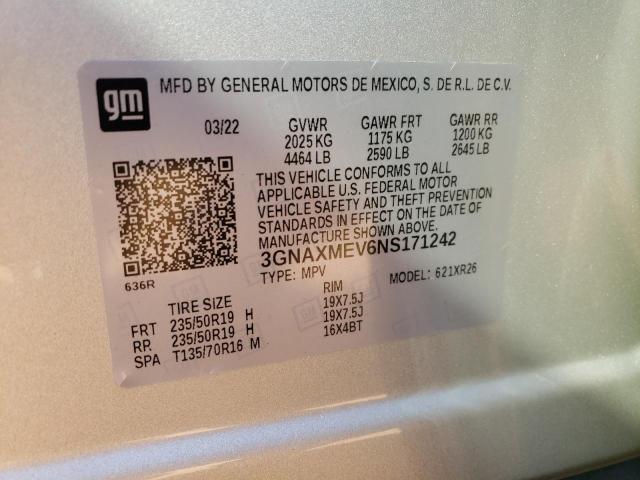 gm
MFD BY GENERAL MOTORS DE MEXICO, S. DE R.L. DE C.V.
03/22 GVWR GAWR FRT GAWR RR
2025 KG 1175 KG 1200 KG
4464 LB 2590 LB 2645 LB
THIS VEHICLE CONFORMS TO ALL
APPLICABLE U.S. FEDERAL MOTOR
VEHICLE SAFETY AND THEFT PREVENTION
STANDARDS IN EFFECT ON THE DATE OF
MANUFACTURE SHOWN ABOVE.
3GNAXMEV6NS171242
636R
TYPE: MPV MODEL: 621XR26
TIRE SIZE RIM
FRT 235/50R19 H 19X7.5J
RP. 235/50R19 H 19X7.5J
SPA T135/70R16 M 16X4BT